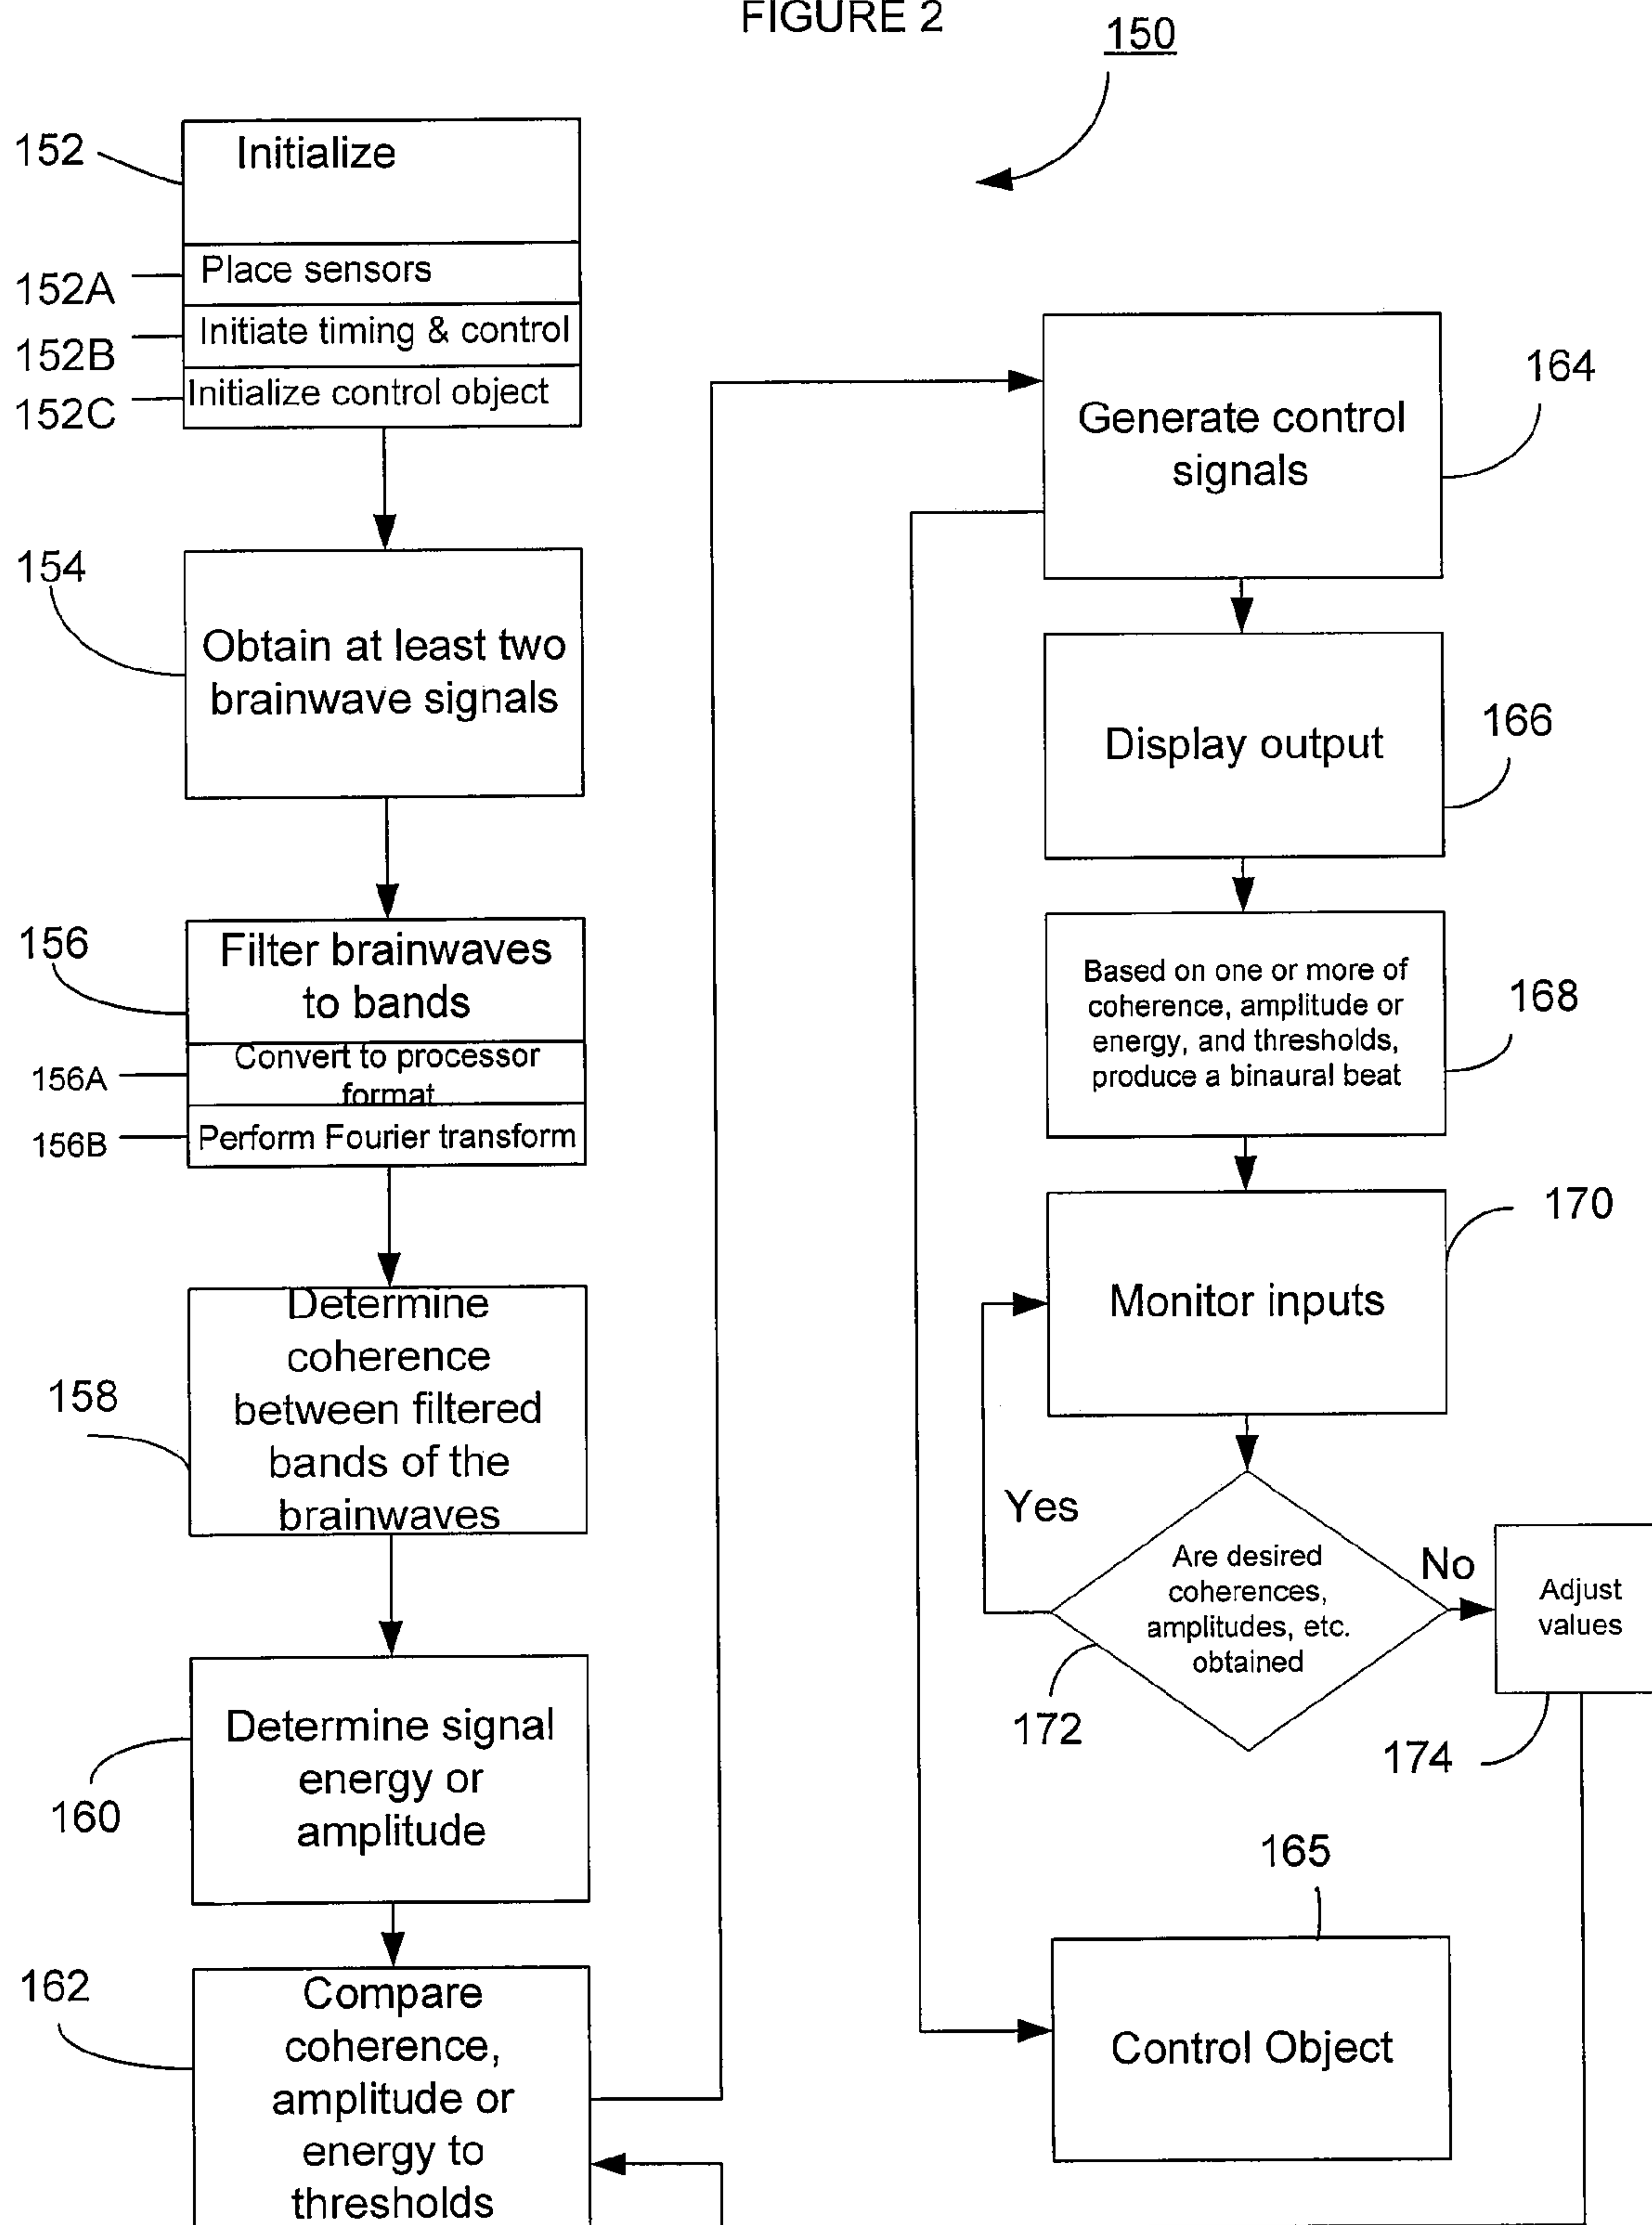 FIGURE 2
150
152
Initialize
152A
Place sensors
152B
Initiate timing & control
152C
Initialize control object
154
Obtain at least two
brainwave signals
156
Filter brainwaves
to bands
156A
Convert to processor
format
156B
Perform Fourier transform
158
Determine
coherence
between filtered
bands of the
brainwaves
160
Determine signal
energy or
amplitude
162
Compare
coherence,
amplitude or
energy to
thresholds
164
Generate control
signals
166
Display output
168
Based on one or more of
coherence, amplitude or
energy, and thresholds,
produce a binaural beat
170
Monitor inputs
Yes
No
Are desired
coherences,
amplitudes, etc.
obtained
172
Adjust
values
174
165
Control Object